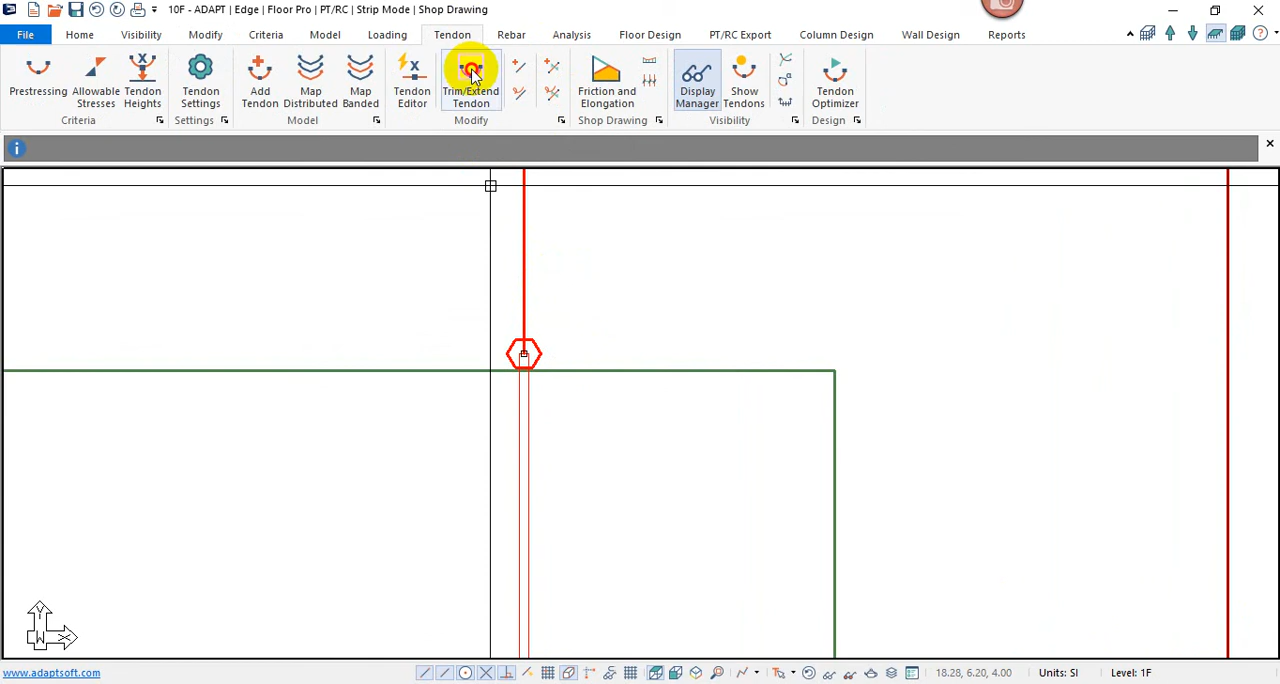 10F - ADAPT | Edge | Floor Pro | PT/RC | Strip Mode | Shop Drawing
File Home Visibility Modify Criteria Model Loading Tendon Rebar Analysis Floor Design PT/RC Export Column Design Wall Design Reports
Prestressing
Allowable
Stresses
Tendon
Heights
Tendon
Settings
Add
Tendon
Map
Distributed
Map
Banded
Tendon
Editor
Trim/Extend
Tendon
Friction and
Elongation
Display
Manager
Show
Tendons
Tendon
Optimizer
Criteria Settings Model Modify Shop Drawing Visibility Design
Y
W X
www.adaptsoft.com 18.28, 6.20, 4.00 Units: SI Level: 1F